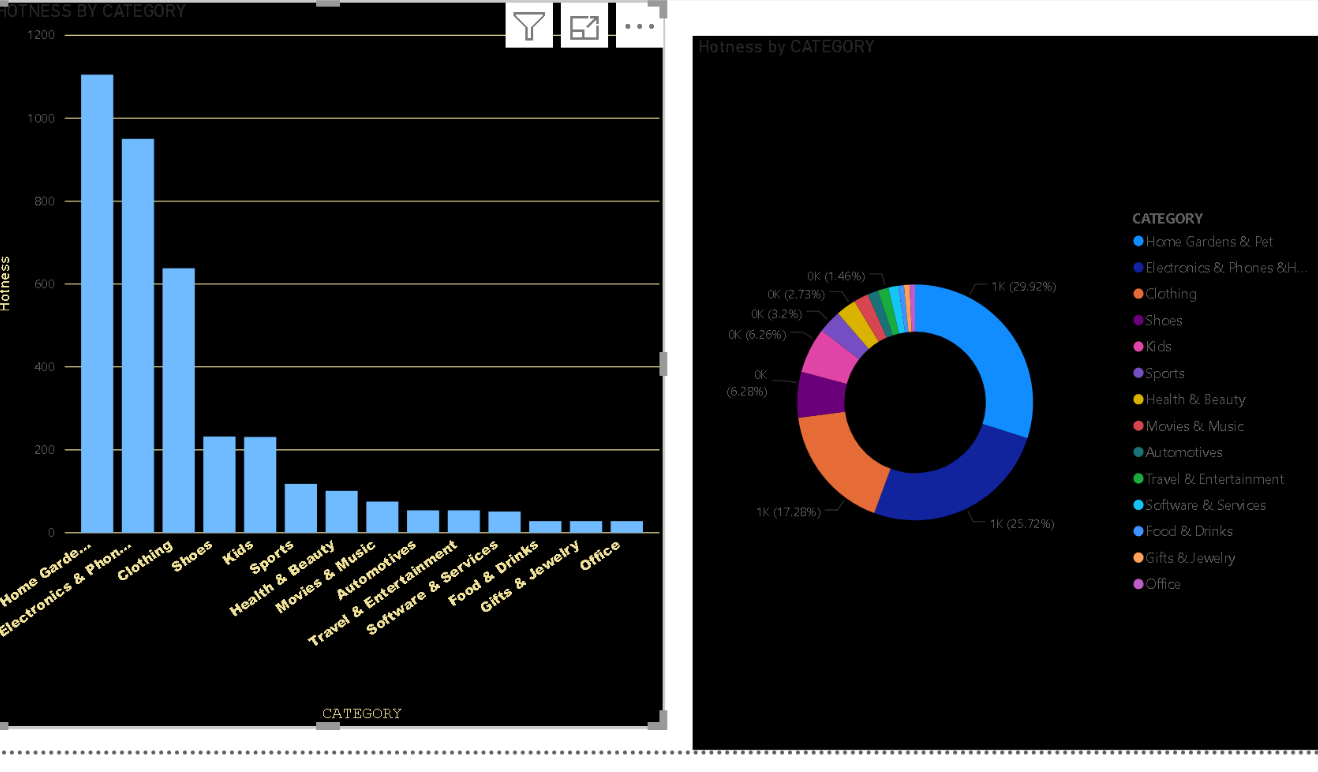 HOTNESS BY CATEGORY
1200
1000
800
600
400
200
0
Hotness
Home Garde...
Electronics & Phon...
Clothing
Shoes
Kids
Sports
Health & Beauty
Movies & Music
Automotives
Travel & Entertainment
Software & Services
Food & Drinks
Gifts & Jewelry
Office
CATEGORY
Hotness by CATEGORY
0K (1.46%)
0K (2.73%)
0K (3.2%)
0K (6.26%)
0K
(6.28%)
1K (17.28%)
1K (29.92%)
1K (25.72%)
CATEGORY
Home Gardens & Pet
Electronics & Phones &H...
Clothing
Shoes
Kids
Sports
Health & Beauty
Movies & Music
Automotives
Travel & Entertainment
Software & Services
Food & Drinks
Gifts & Jewelry
Office